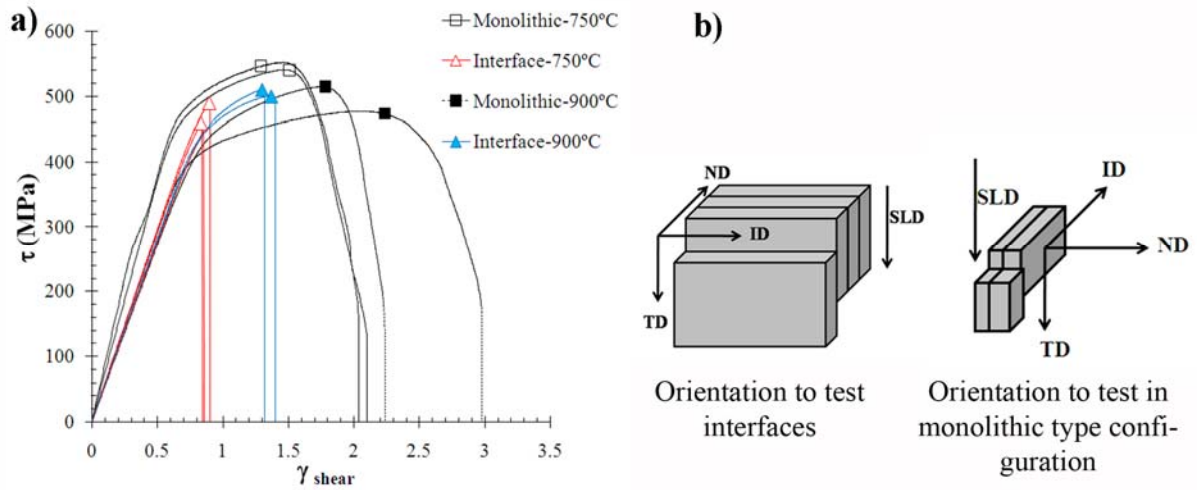 a)
Monolithic-750ºC
Interface-750ºC
Monolithic-900ºC
Interface-900ºC
τ (MPa)
600
500
400
300
200
100
0
0 0.5 1 1.5 2 2.5 3 3.5
γ shear
b)
ND
ID
SLD
TD
SLD
ID
ND
TD
Orientation to test
interfaces
Orientation to test in
monolithic type confi-
guration